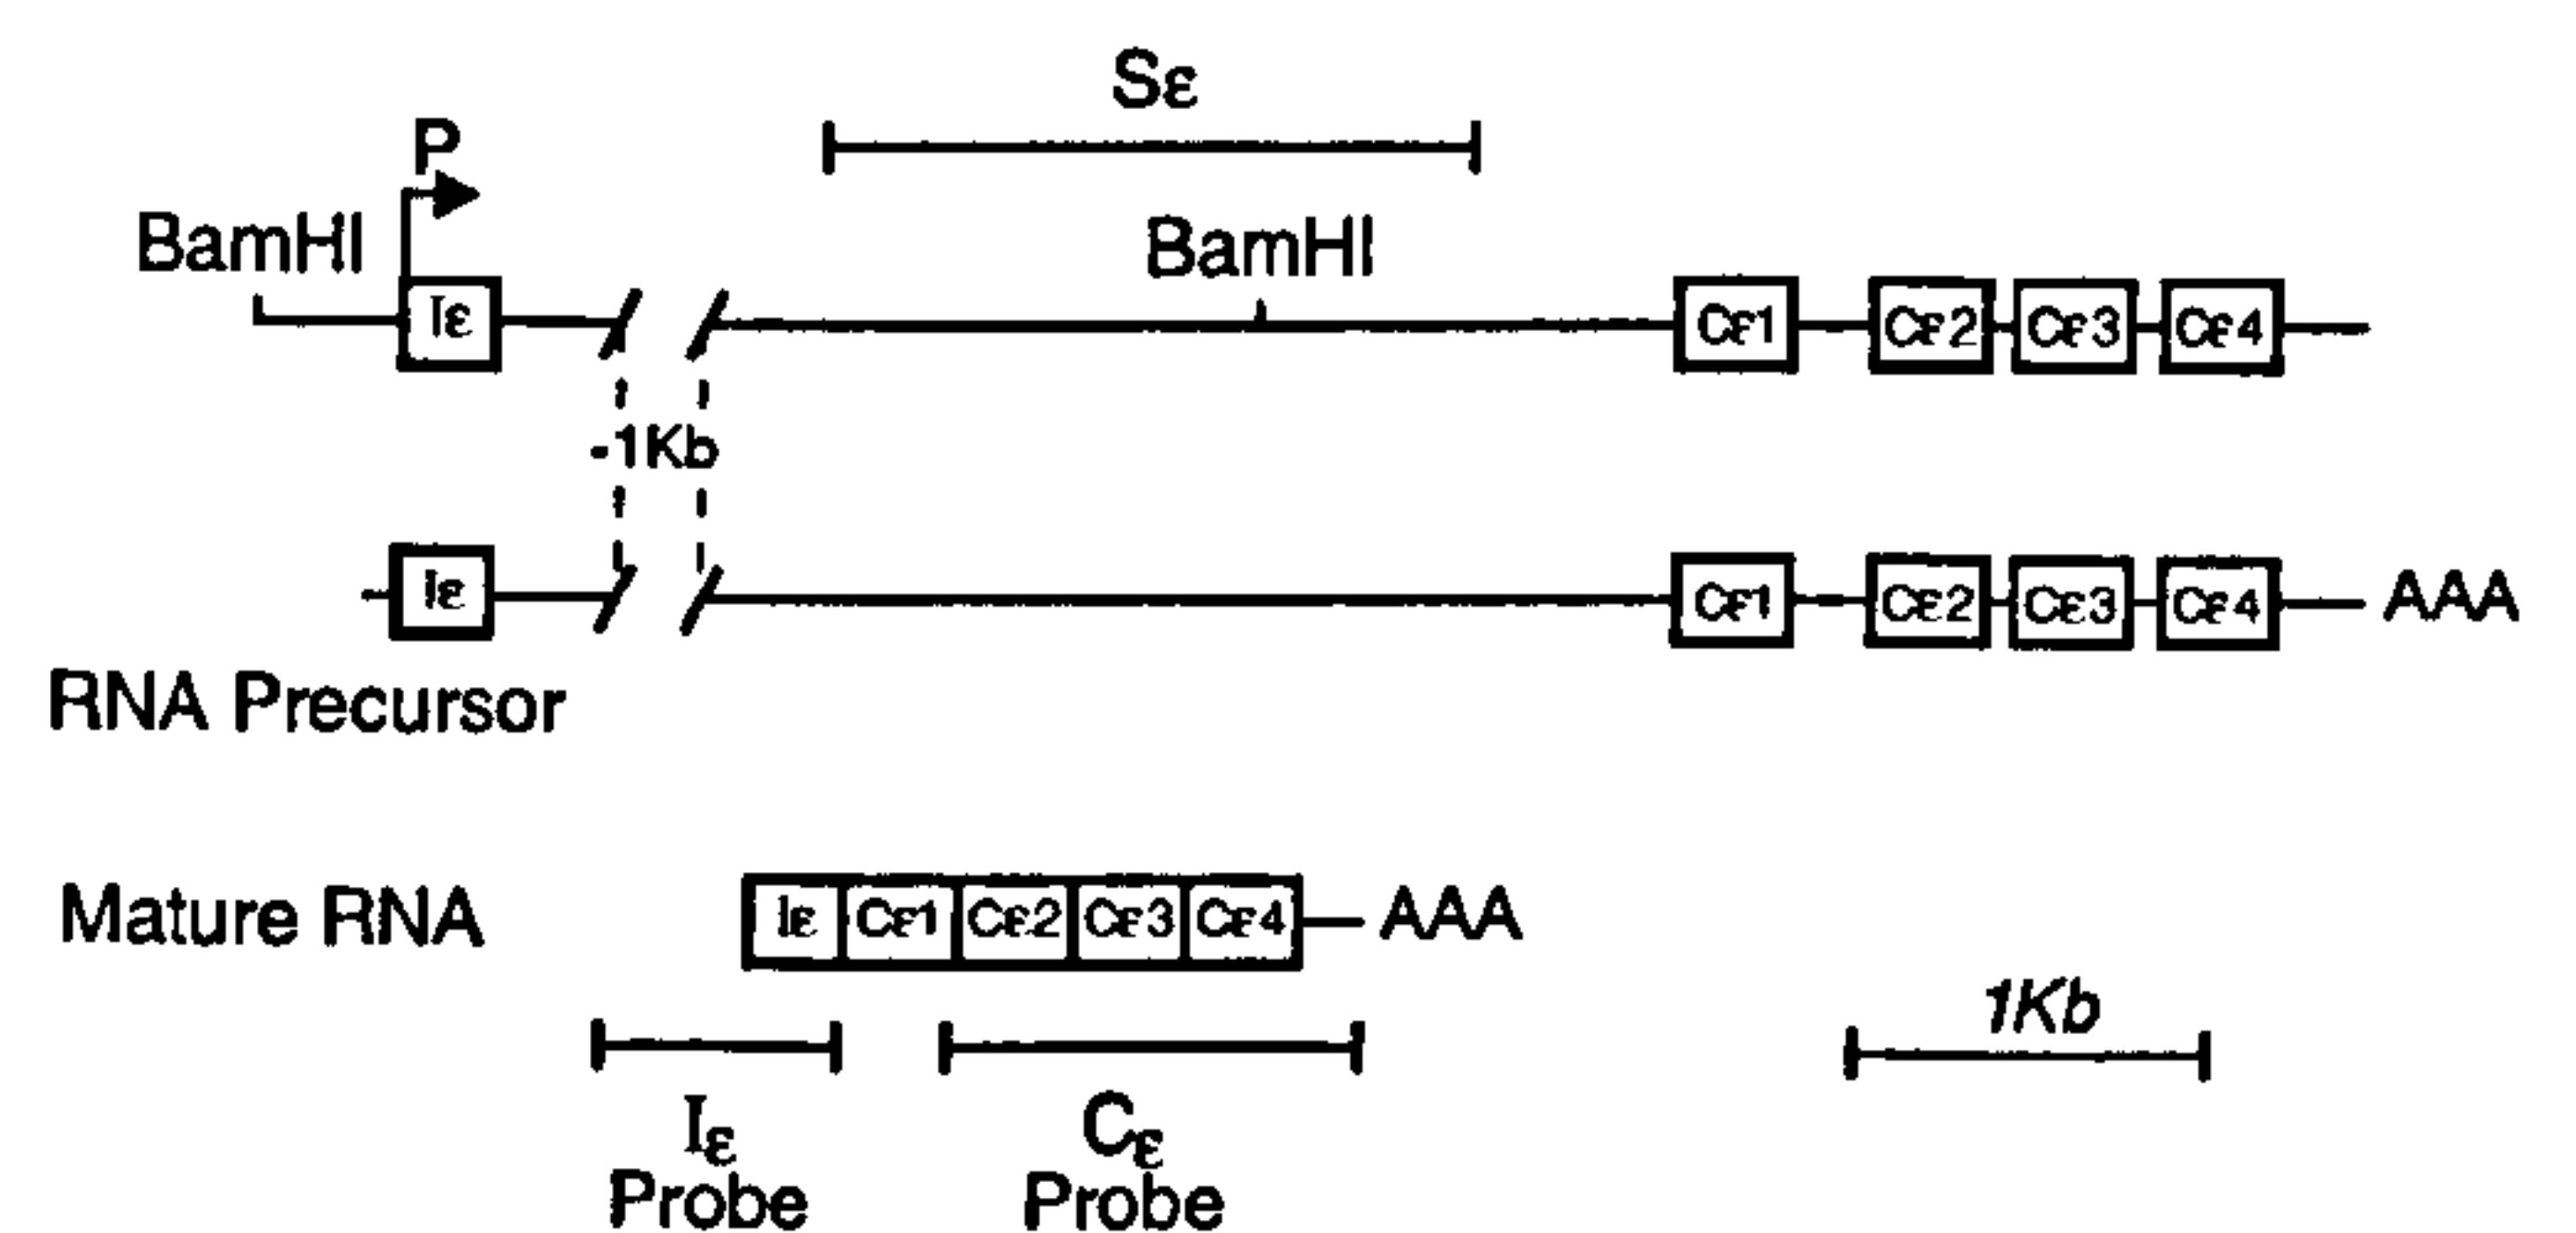 Sε
P
BamHI
BamHI
Iε
Cε1
Cε2
Cε3
Cε4
-1Kb
Iε
Cε1
Cε2
Cε3
Cε4
AAA
RNA Precursor
Mature RNA
Iε
Cε1
Cε2
Cε3
Cε4
AAA
1Kb
Iε
Probe
Cε
Probe